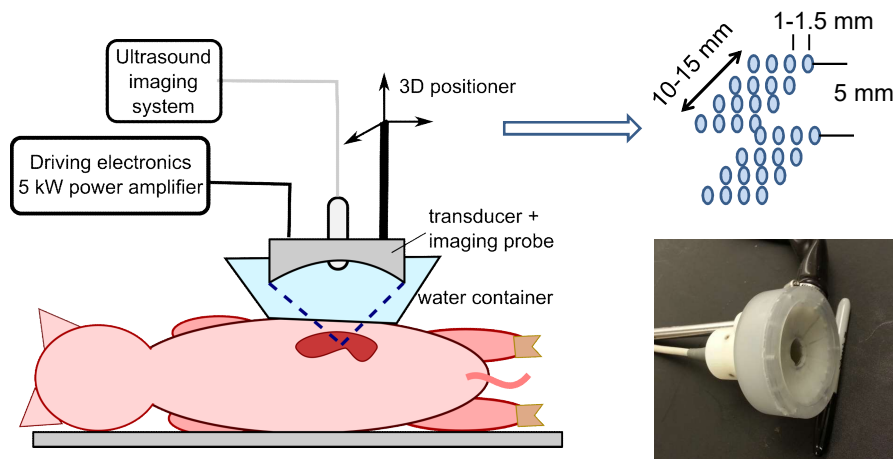 Ultrasound
imaging
system
3D positioner
Driving electronics
5 kW power amplifier
transducer +
imaging probe
water container
1-1.5 mm
10-15 mm
5 mm